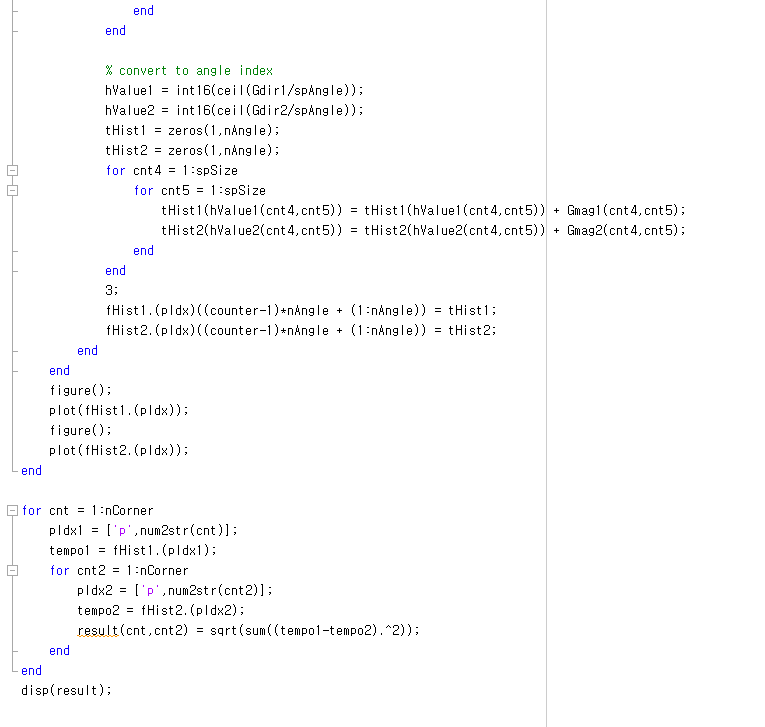 end
end
% convert to angle index
hValue1 = int16(ceil(Gdir1/spAngle));
hValue2 = int16(ceil(Gdir2/spAngle));
tHist1 = zeros(1,nAngle);
tHist2 = zeros(1,nAngle);
for cnt4 = 1:spSize
for cnt5 = 1:spSize
tHist1(hValue1(cnt4,cnt5)) = tHist1(hValue1(cnt4,cnt5)) + Gmag1(cnt4,cnt5);
tHist2(hValue2(cnt4,cnt5)) = tHist2(hValue2(cnt4,cnt5)) + Gmag2(cnt4,cnt5);
end
end
3;
fHist1.(pIdx)((counter-1)*nAngle + (1:nAngle)) = tHist1;
fHist2.(pIdx)((counter-1)*nAngle + (1:nAngle)) = tHist2;
end
end
figure();
plot(fHist1.(pIdx));
figure();
plot(fHist2.(pIdx));
end
for cnt = 1:nCorner
pIdx1 = ['p',num2str(cnt)];
tempo1 = fHist1.(pIdx1);
for cnt2 = 1:nCorner
pIdx2 = ['p',num2str(cnt2)];
tempo2 = fHist2.(pIdx2);
result(cnt,cnt2) = sqrt(sum((tempo1-tempo2).^2));
end
end
disp(result);